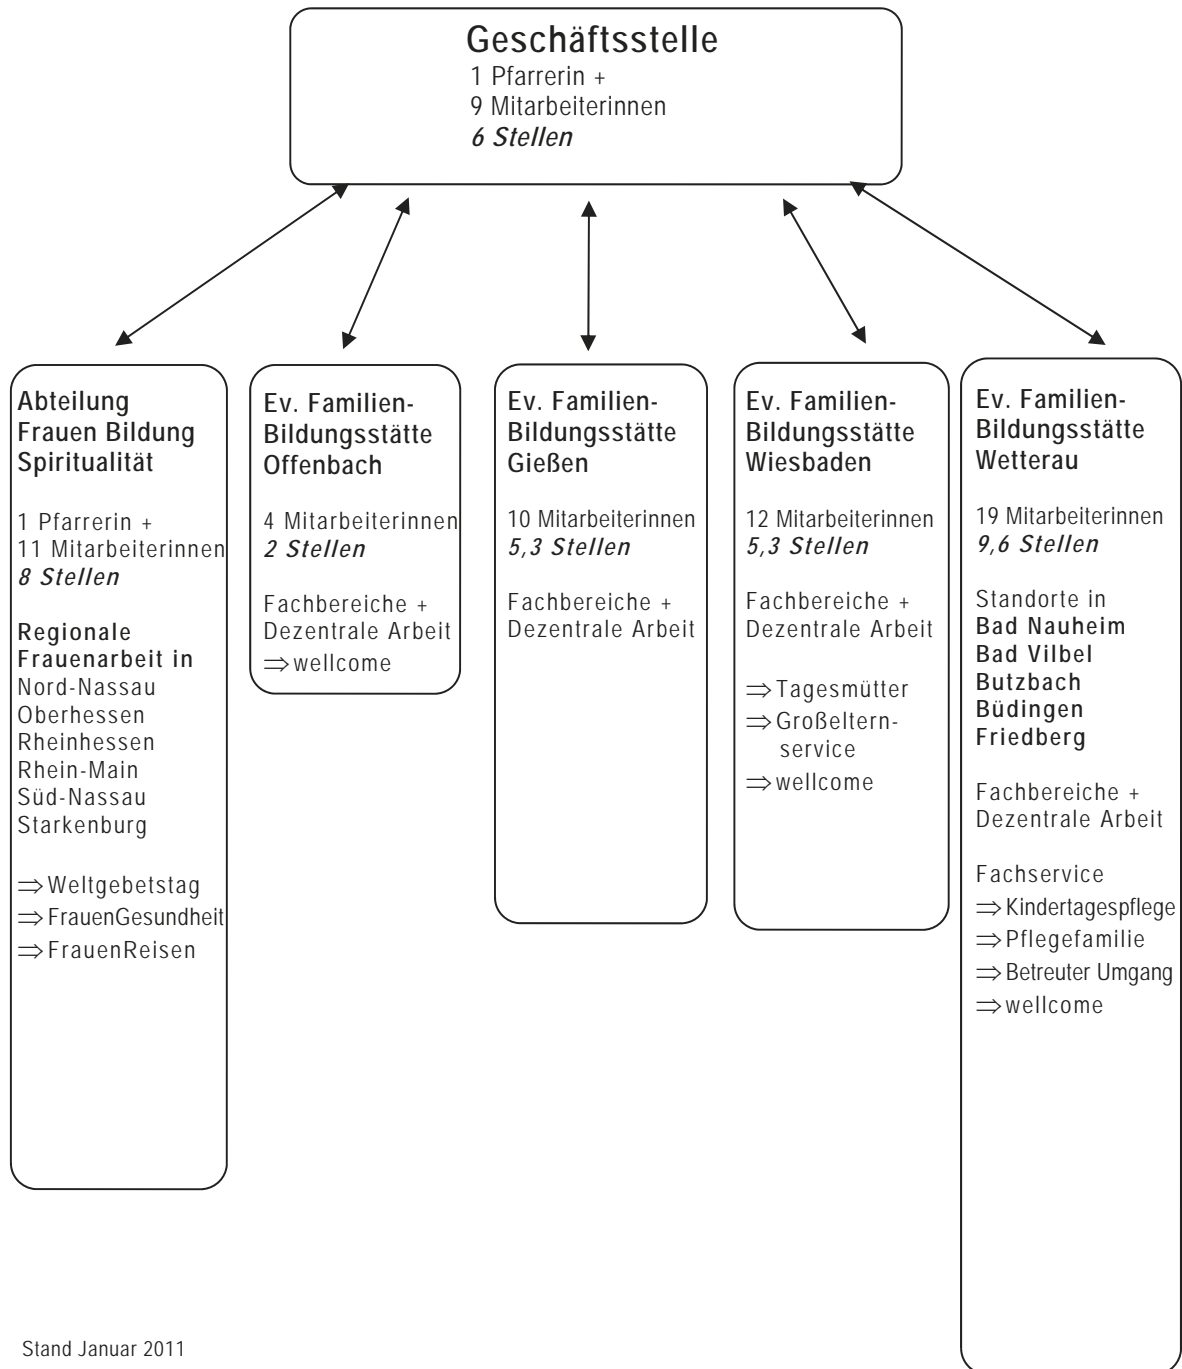 Geschäftsstelle
1 Pfarrerin +
9 Mitarbeiterinnen
6 Stellen
Abteilung
Frauen Bildung
Spiritualität
1 Pfarrerin +
11 Mitarbeiterinnen
8 Stellen
Regionale
Frauenarbeit in
Nord-Nassau
Oberhessen
Rheinhessen
Rhein-Main
Süd-Nassau
Starkenburg
⇒ Weltgebetstag
⇒ FrauenGesundheit
⇒ FrauenReisen
Ev. Familien-
Bildungsstätte
Offenbach
4 Mitarbeiterinnen
2 Stellen
Fachbereiche +
Dezentrale Arbeit
⇒ wellcome
Ev. Familien-
Bildungsstätte
Gießen
10 Mitarbeiterinnen
5,3 Stellen
Fachbereiche +
Dezentrale Arbeit
Ev. Familien-
Bildungsstätte
Wiesbaden
12 Mitarbeiterinnen
5,3 Stellen
Fachbereiche +
Dezentrale Arbeit
⇒ Tagesmütter
⇒ Großeltern-
service
⇒ wellcome
Ev. Familien-
Bildungsstätte
Wetterau
19 Mitarbeiterinnen
9,6 Stellen
Standorte in
Bad Nauheim
Bad Vilbel
Butzbach
Büdingen
Friedberg
Fachbereiche +
Dezentrale Arbeit
Fachservice
⇒ Kindertagespflege
⇒ Pflegefamilie
⇒ Betreuter Umgang
⇒ wellcome
Stand Januar 2011